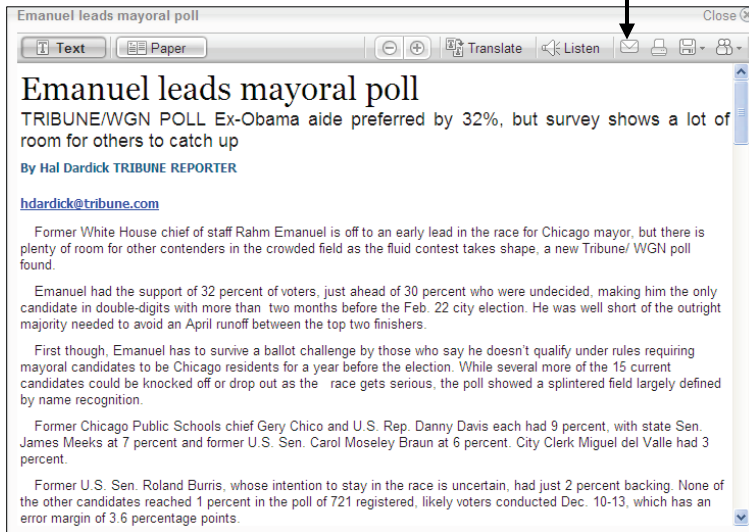 Emanuel leads mayoral poll
Close
Text Paper Translate Listen
Emanuel leads mayoral poll
TRIBUNE/WGN POLL Ex-Obama aide preferred by 32%, but survey shows a lot of
room for others to catch up
By Hal Dardick TRIBUNE REPORTER
hdardick@tribune.com
Former White House chief of staff Rahm Emanuel is off to an early lead in the race for Chicago mayor, but there is
plenty of room for other contenders in the crowded field as the fluid contest takes shape, a new Tribune/ WGN poll
found.
Emanuel had the support of 32 percent of voters, just ahead of 30 percent who were undecided, making him the only
candidate in double-digits with more than two months before the Feb. 22 city election. He was well short of the outright
majority needed to avoid an April runoff between the top two finishers.
First though, Emanuel has to survive a ballot challenge by those who say he doesn't qualify under rules requiring
mayoral candidates to be Chicago residents for a year before the election. While several more of the 15 current
candidates could be knocked off or drop out as the race gets serious, the poll showed a splintered field largely defined
by name recognition.
Former Chicago Public Schools chief Gery Chico and U.S. Rep. Danny Davis each had 9 percent, with state Sen.
James Meeks at 7 percent and former U.S. Sen. Carol Moseley Braun at 6 percent. City Clerk Miguel del Valle had 3
percent.
Former U.S. Sen. Roland Burris, whose intention to stay in the race is uncertain, had just 2 percent backing. None of
the other candidates reached 1 percent in the poll of 721 registered, likely voters conducted Dec. 10-13, which has an
error margin of 3.6 percentage points.